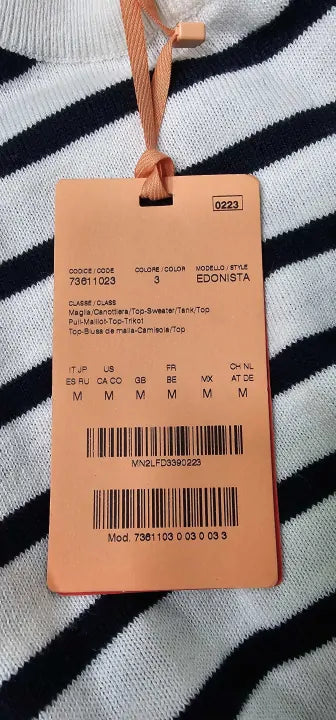 0223
CODICE / CODE COLORE / COLOR MODELLO / STYLE
73611023 3 EDONISTA
CLASSE / CLASS
Maglia/Canottiera/Top-Sweater/Tank/Top
Pull-Maillot-Top-Trikot
Top-Blusa de malla-Camisola/Top
IT JP US FR CH NL
ES RU CA CO GB BE MX AT DE
M M M M M M
MN2LFD3390223
Mod. 7361103 0 03 0 03 3